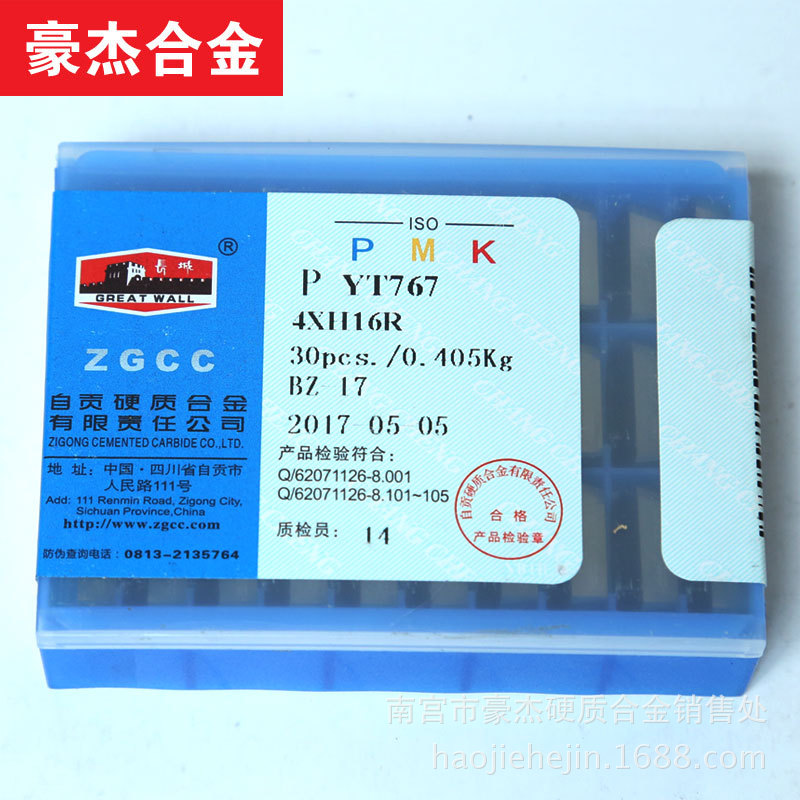 豪杰合金
ISO
P M K
長城
®
GREAT WALL
ZGCC
自贡硬质合金
有限责任公司
ZIGONG CEMENTED CARBIDE CO.,LTD.
地 址：中国·四川省自贡市
人民路111号
Add: 111 Renmin Road, Zigong City,
Sichuan Province,China
http://www.zgcc.com
防伪查询电话：0813-2135764
P YT767
4XH16R
30pcs./0.405Kg
BZ-17
2017-05-05
产品检验符合：
Q/62071126-8.001
Q/62071126-8.101~105
质检员： 14
自贡硬质合金有限责任公司
合格
产品检验章
南宫市豪杰硬质合金销售处
haojiehejin.1688.com